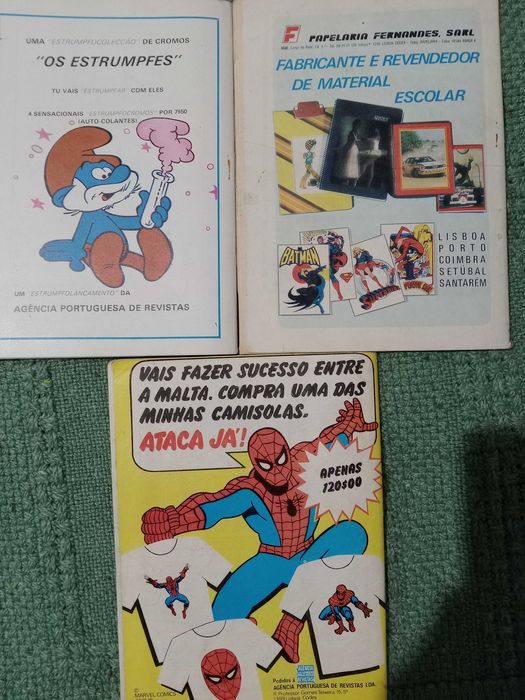 UMA "ESTRUMPFOCOLECÇÃO" DE CROMOS
"OS ESTRUMPFES"
TU VAIS "ESTRUMPFAR" COM ELES
4 SENSACIONAIS "ESTRUMPFOCROMOS" POR 7$50
(AUTO-COLANTES!)
UM "ESTRUMPFOLANÇAMENTO" DA
AGÊNCIA PORTUGUESA DE REVISTAS
F PAPELARIA FERNANDES, SARL
FABRICANTE E REVENDEDOR
DE MATERIAL
ESCOLAR
BATMAN
SUPERGIRL
LISBOA
PORTO
COIMBRA
SETÚBAL
SANTARÉM
VAIS FAZER SUCESSO ENTRE
A MALTA. COMPRA UMA DAS
MINHAS CAMISOLAS.
ATACA JÁ!
APENAS
120$00
©
MARVEL COMICS
Pedidos à
AGÊNCIA PORTUGUESA DE REVISTAS, LDA.